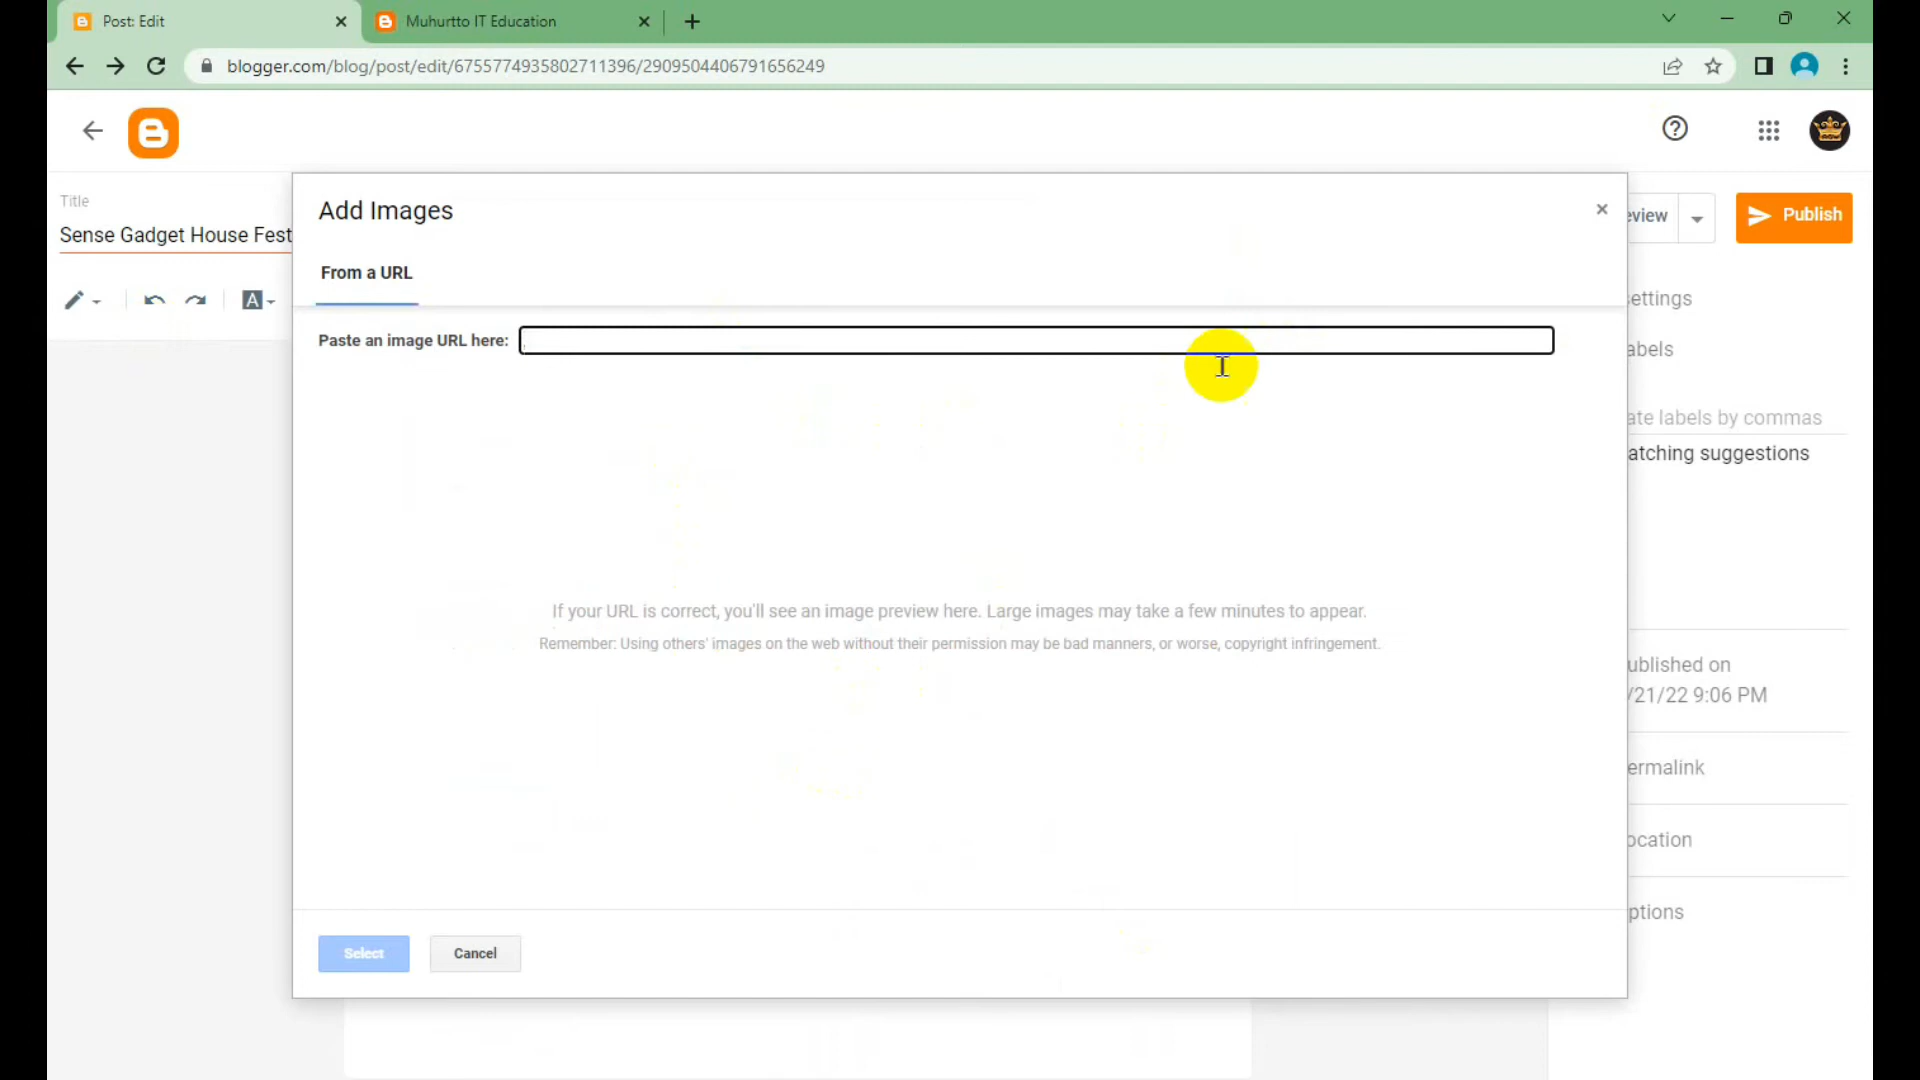 Post: Edit
Muhurtto IT Education
blogger.com/blog/post/edit/6755774935802711396/2909504406791656249
Title
Sense Gadget House Fest
Add Images
eview
Publish
From a URL
Paste an image URL here:
ettings
abels
ate labels by commas
atching suggestions
If your URL is correct, you'll see an image preview here. Large images may take a few minutes to appear.
Remember: Using others' images on the web without their permission may be bad manners, or worse, copyright infringement.
ublished on
/21/22 9:06 PM
ermalink
ocation
ptions
Select
Cancel